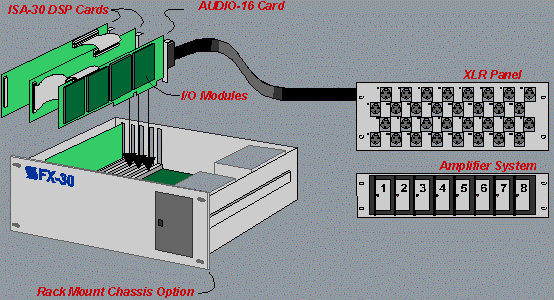 ISA-30 DSP Cards
AUDIO-16 Card
I/O Modules
XLR Panel
Amplifier System
1 2 3 4 5 6 7 8
FX-30
Rack Mount Chassis Option